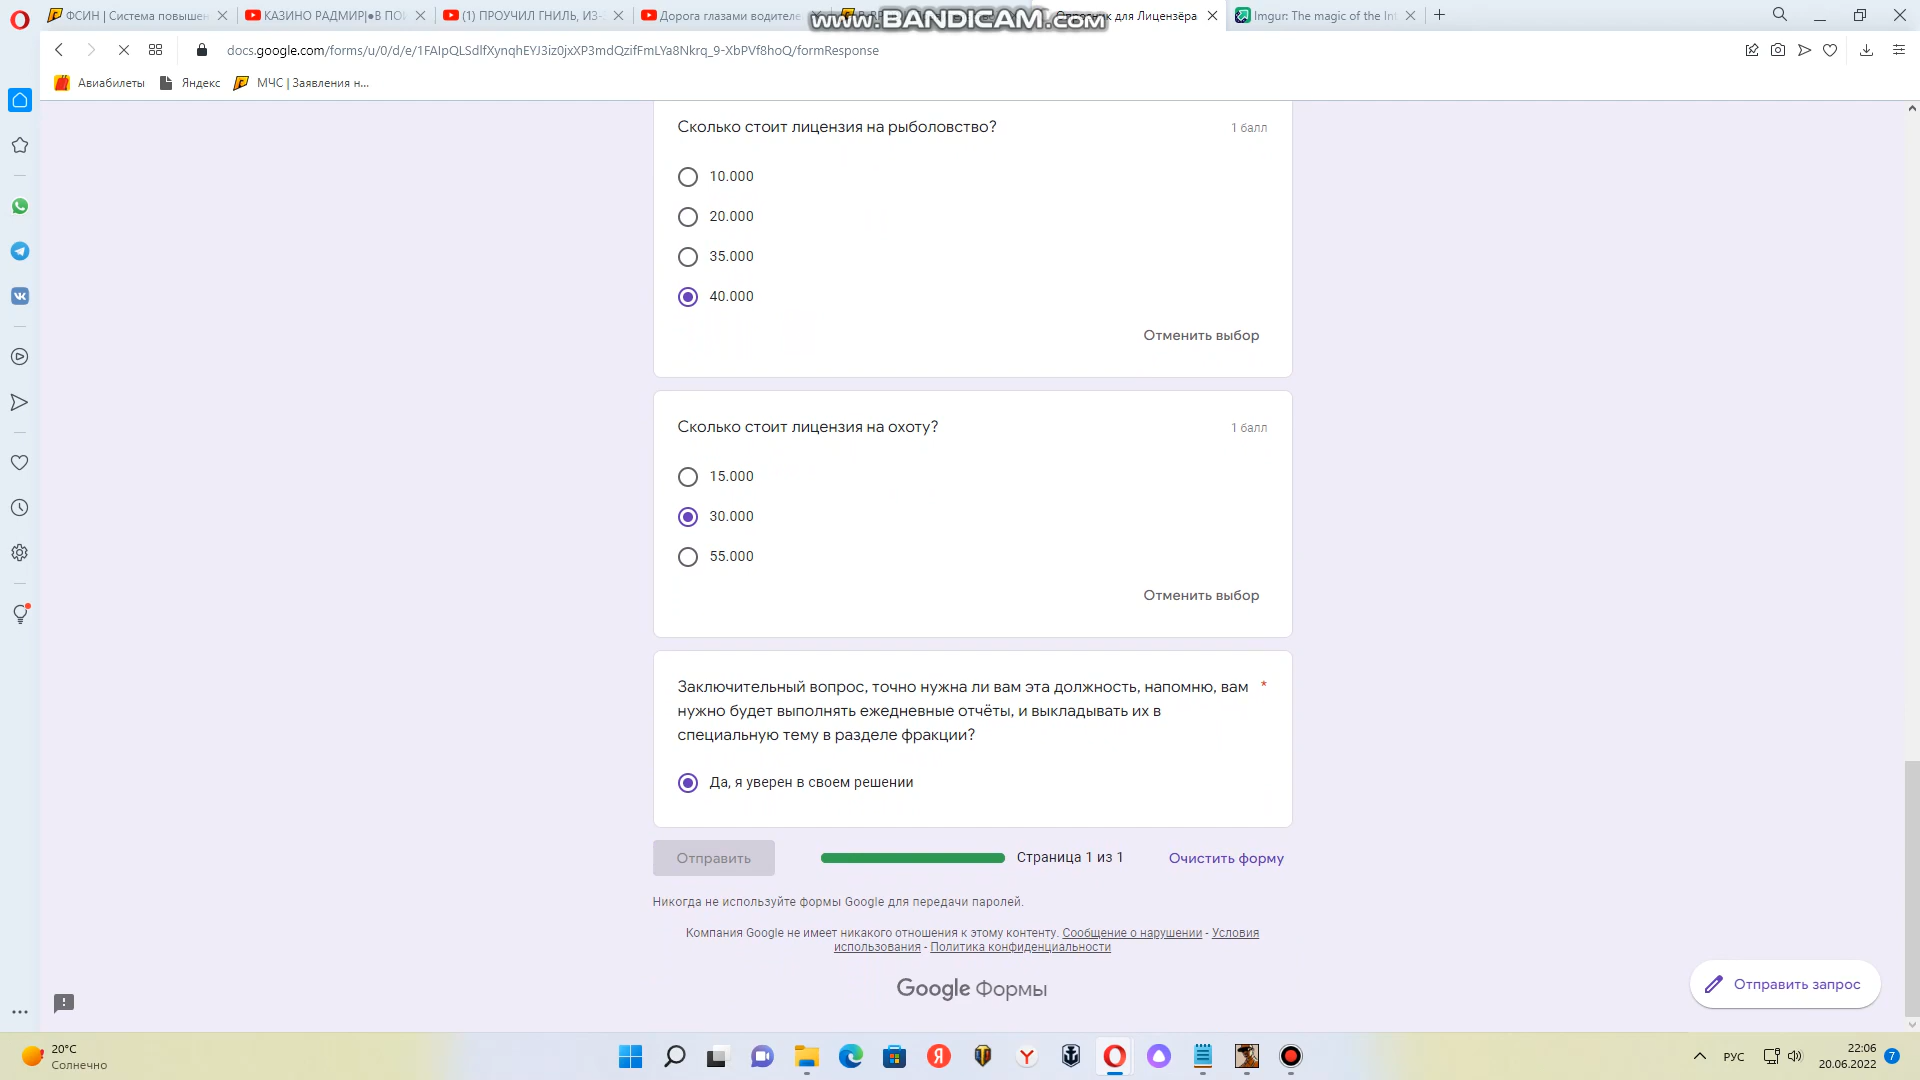 ФСИН | Система повышен
КАЗИНО РАДМИР|●В ПОИ
(1) ПРОУЧИЛ ГНИЛЬ, ИЗ-
Дорога глазами водителе
для Лицензёра
Imgur: The magic of the Int
www.BANDICAM.com
docs.google.com/forms/u/0/d/e/1FAIpQLSdlfXynqhEYJ3iz0jxXP3mdQzifFmLYa8Nkrq_9-XbPVf8hoQ/formResponse
Авиабилеты
Яндекс
МЧС | Заявления н...
Сколько стоит лицензия на рыболовство?
1 балл
10.000
20.000
35.000
40.000
Отменить выбор
Сколько стоит лицензия на охоту?
1 балл
15.000
30.000
55.000
Отменить выбор
Заключительный вопрос, точно нужна ли вам эта должность, напомню, вам *
нужно будет выполнять ежедневные отчёты, и выкладывать их в
специальную тему в разделе фракции?
Да, я уверен в своем решении
Отправить
Страница 1 из 1
Очистить форму
Никогда не используйте формы Google для передачи паролей.
Компания Google не имеет никакого отношения к этому контенту. Сообщение о нарушении - Условия
использования - Политика конфиденциальности
Google Формы
Отправить запрос
20°C
Солнечно
РУС
22:06
20.06.2022
7